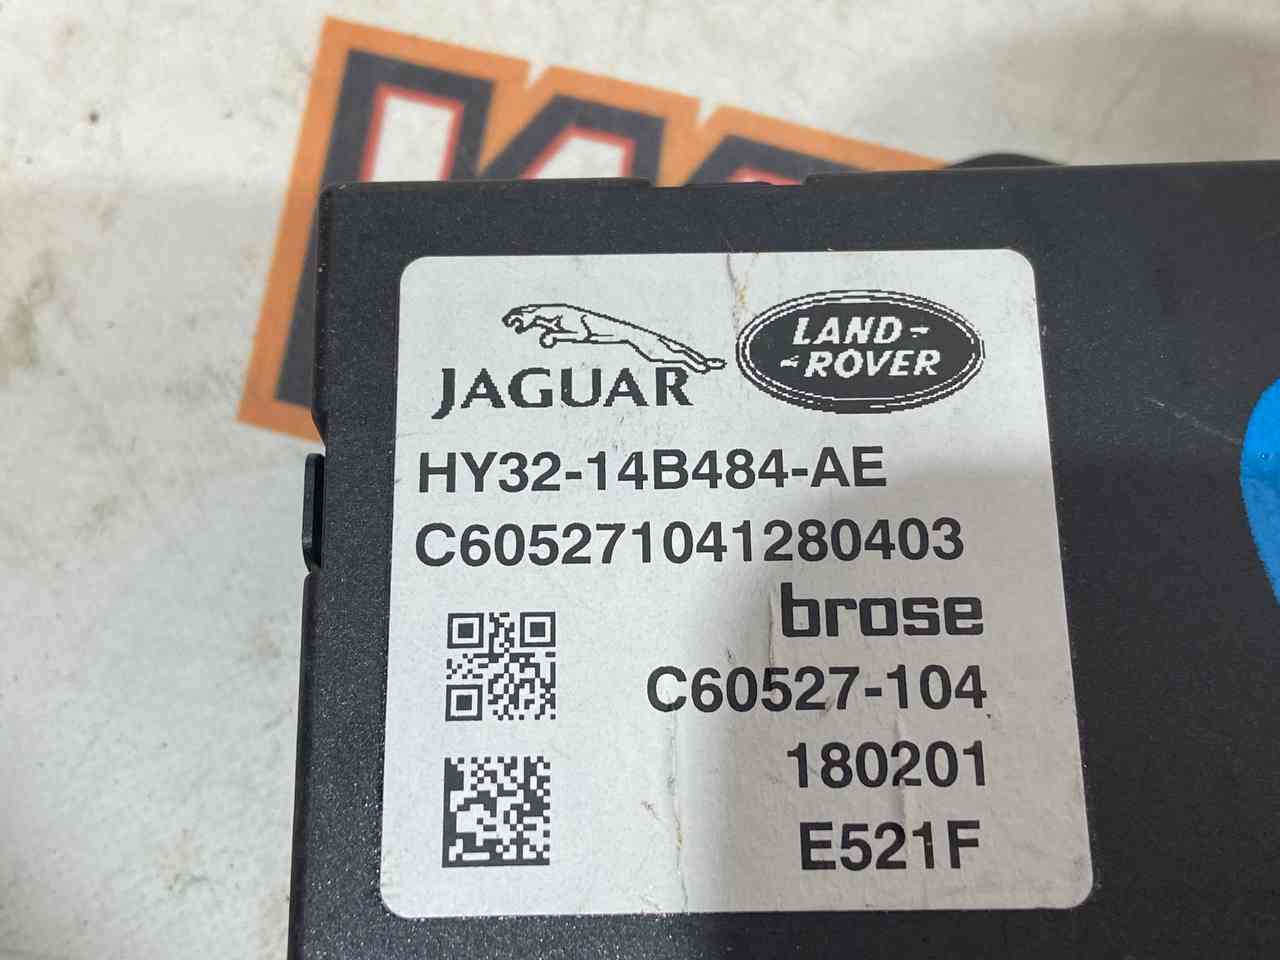 JAGUAR
LAND-
-ROVER
HY32-14B484-AE
C605271041280403
brose
C60527-104
180201
E521F